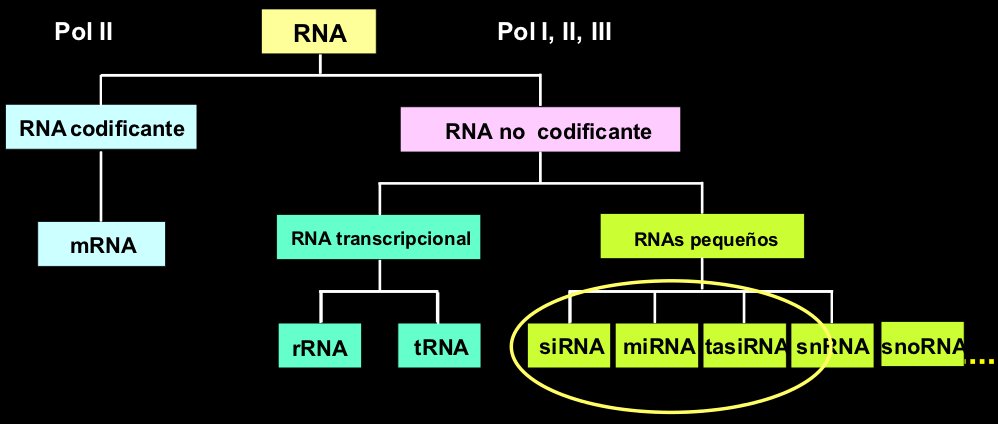 Pol II
RNA
Pol I, II, III
RNA codificante
RNA no codificante
mRNA
RNA transcripcional
RNAs pequeños
rRNA
tRNA
siRNA
miRNA
tasiRNA
snRNA
snoRNA
....